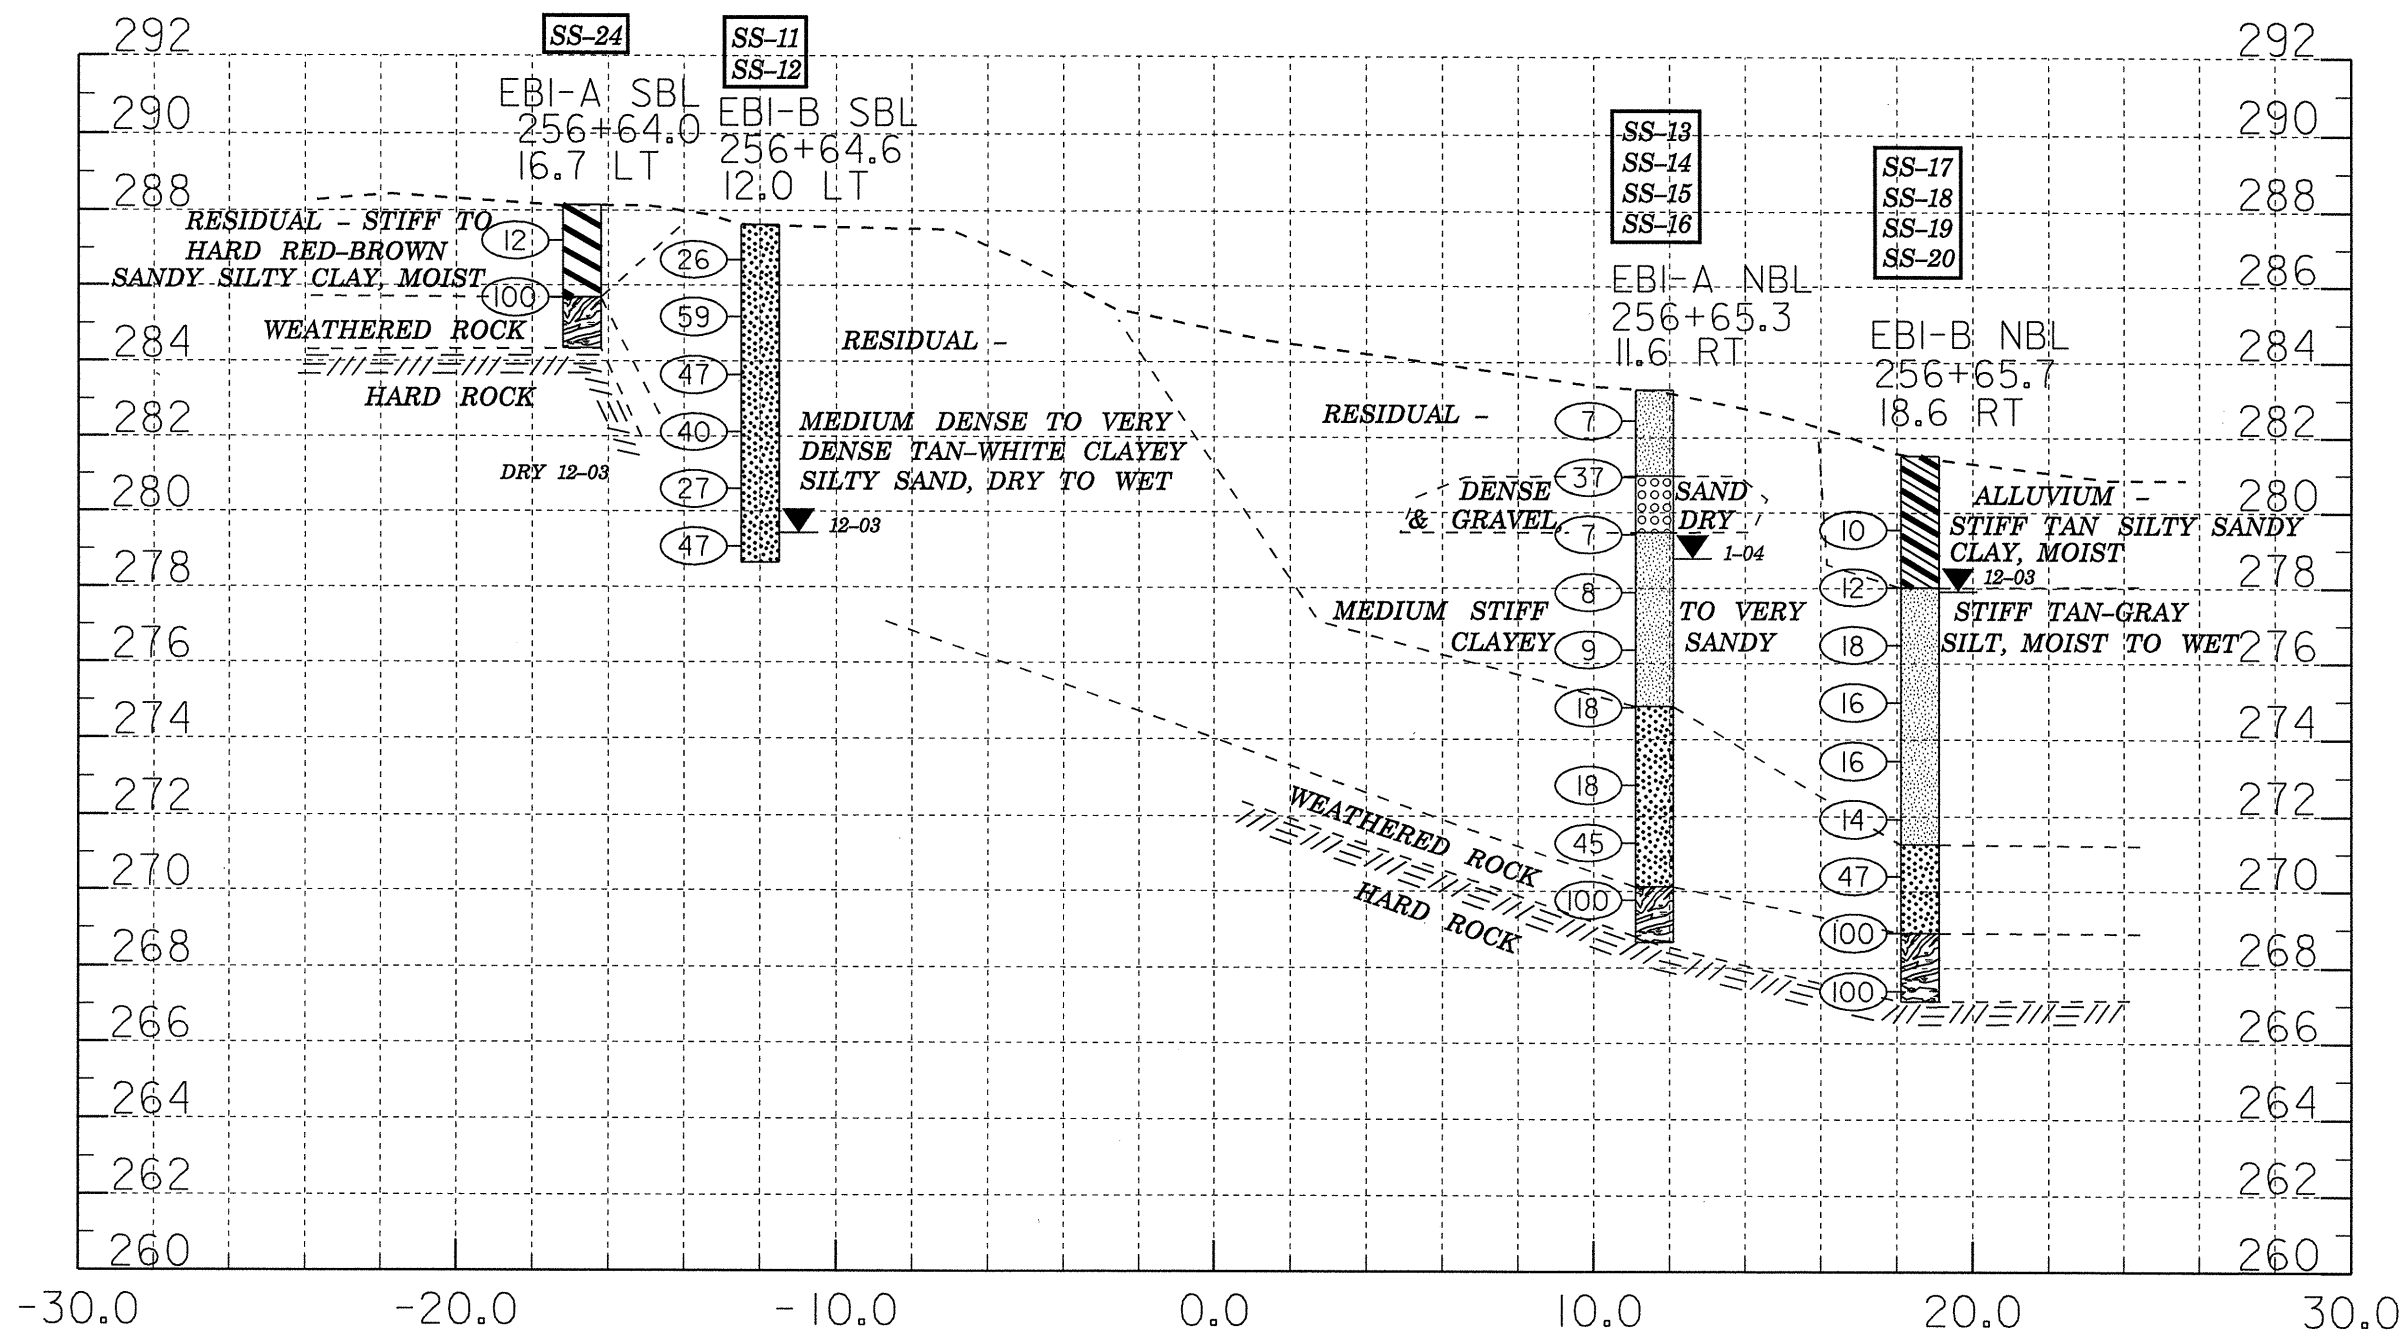 292
292
SS-24
SS-11
SS-12
EBI-A SBL
256+64.0
16.7 LT
EBI-B SBL
256+64.6
12.0 LT
SS-13
SS-14
SS-15
SS-16
SS-17
SS-18
SS-19
SS-20
EBI-A NBL
256+65.3
11.6 RT
EBI-B NBL
256+65.7
18.6 RT
290
290
288
288
286
284
284
282
282
280
280
278
278
276
276
274
274
272
272
270
270
268
268
266
266
264
264
262
262
260
260
RESIDUAL - STIFF TO
HARD RED-BROWN
SANDY SILTY CLAY, MOIST
12
100
WEATHERED ROCK
HARD ROCK
DRY 12-03
26
59
47
40
27
47
RESIDUAL -
MEDIUM DENSE TO VERY
DENSE TAN-WHITE CLAYEY
SILTY SAND, DRY TO WET
12-03
RESIDUAL -
7
37
7
8
9
18
18
45
100
DENSE SAND
& GRAVEL, DRY
1-04
MEDIUM STIFF TO VERY STIFF TAN-GRAY
CLAYEY SANDY SILT, MOIST TO WET
ALLUVIUM -
STIFF TAN SILTY SANDY
CLAY, MOIST
12-03
10
12
18
16
16
14
47
100
100
WEATHERED ROCK
HARD ROCK
-30.0 -20.0 -10.0 0.0 10.0 20.0 30.0